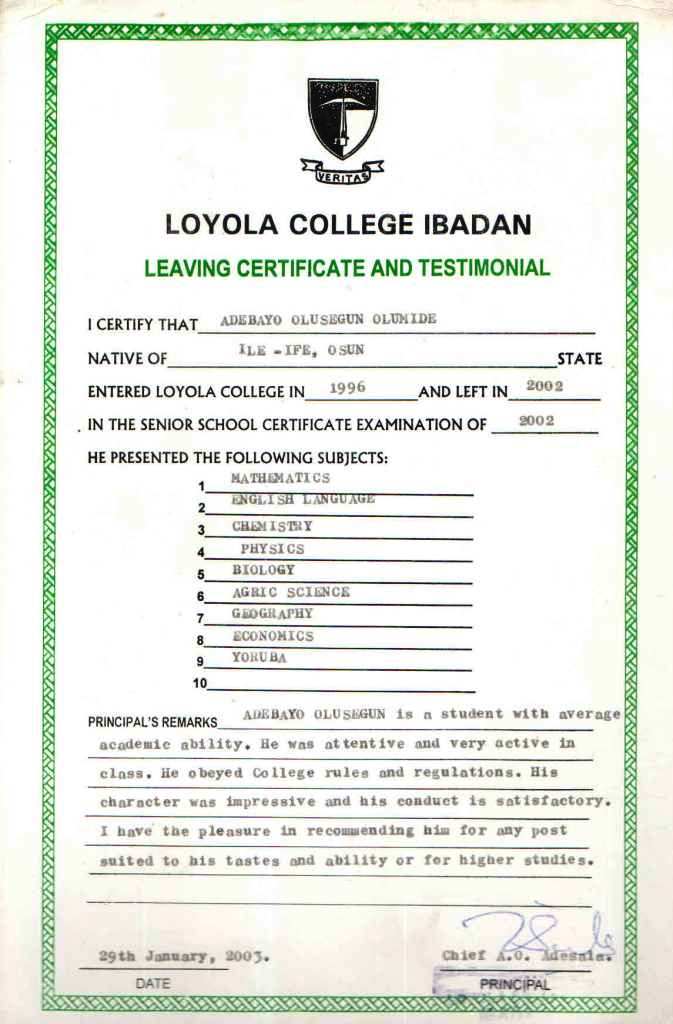 VERITAS
LOYOLA COLLEGE IBADAN
LEAVING CERTIFICATE AND TESTIMONIAL
I CERTIFY THAT ADEBAYO OLUSEGUN OLUMIDE
NATIVE OF ILE -IFE, OSUN STATE
ENTERED LOYOLA COLLEGE IN 1996 AND LEFT IN 2002
IN THE SENIOR SCHOOL CERTIFICATE EXAMINATION OF 2002
HE PRESENTED THE FOLLOWING SUBJECTS:
1 MATHEMATICS
2 ENGLISH LANGUAGE
3 CHEMISTRY
4 PHYSICS
5 BIOLOGY
6 AGRIC SCIENCE
7 GEOGRAPHY
8 ECONOMICS
9 YORUBA
10
PRINCIPAL'S REMARKS ADEBAYO OLUSEGUN is a student with average
academic ability. He was attentive and very active in
class. He obeyed College rules and regulations. His
character was impressive and his conduct is satisfactory.
I have the pleasure in recommending him for any post
suited to his tastes and ability or for higher studies.
29th January, 2003. Chief A.O.
DATE PRINCIPAL